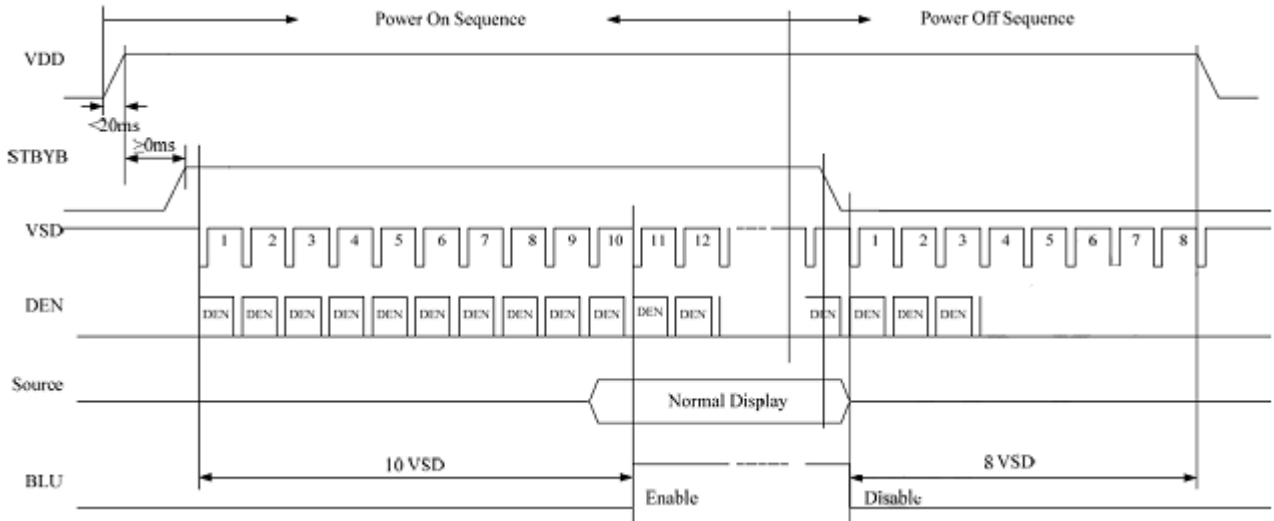 Power On Sequence
Power Off Sequence
VDD
<20ms
≥0ms
STBYB
VSD
1 2 3 4 5 6 7 8 9 10 11 12 1 2 3 4 5 6 7 8
DEN
DEN DEN DEN DEN DEN DEN DEN DEN DEN DEN DEN DEN DEN DEN DEN DEN
Source
Normal Display
10 VSD
8 VSD
BLU
Enable
Disable